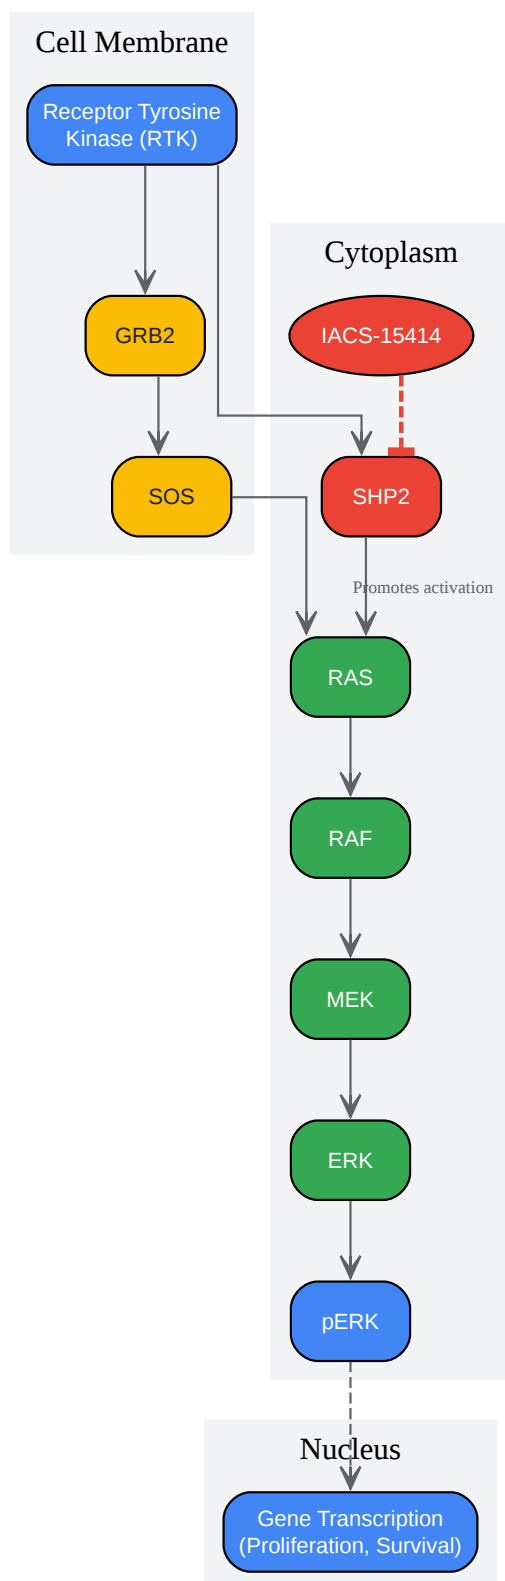 Cell Membrane
Receptor Tyrosine
Kinase (RTK)
Cytoplasm
GRB2
IACS-15414
SOS
SHP2
Promotes activation
RAS
RAF
MEK
ERK
pERK
Nucleus
Gene Transcription
(Proliferation, Survival)